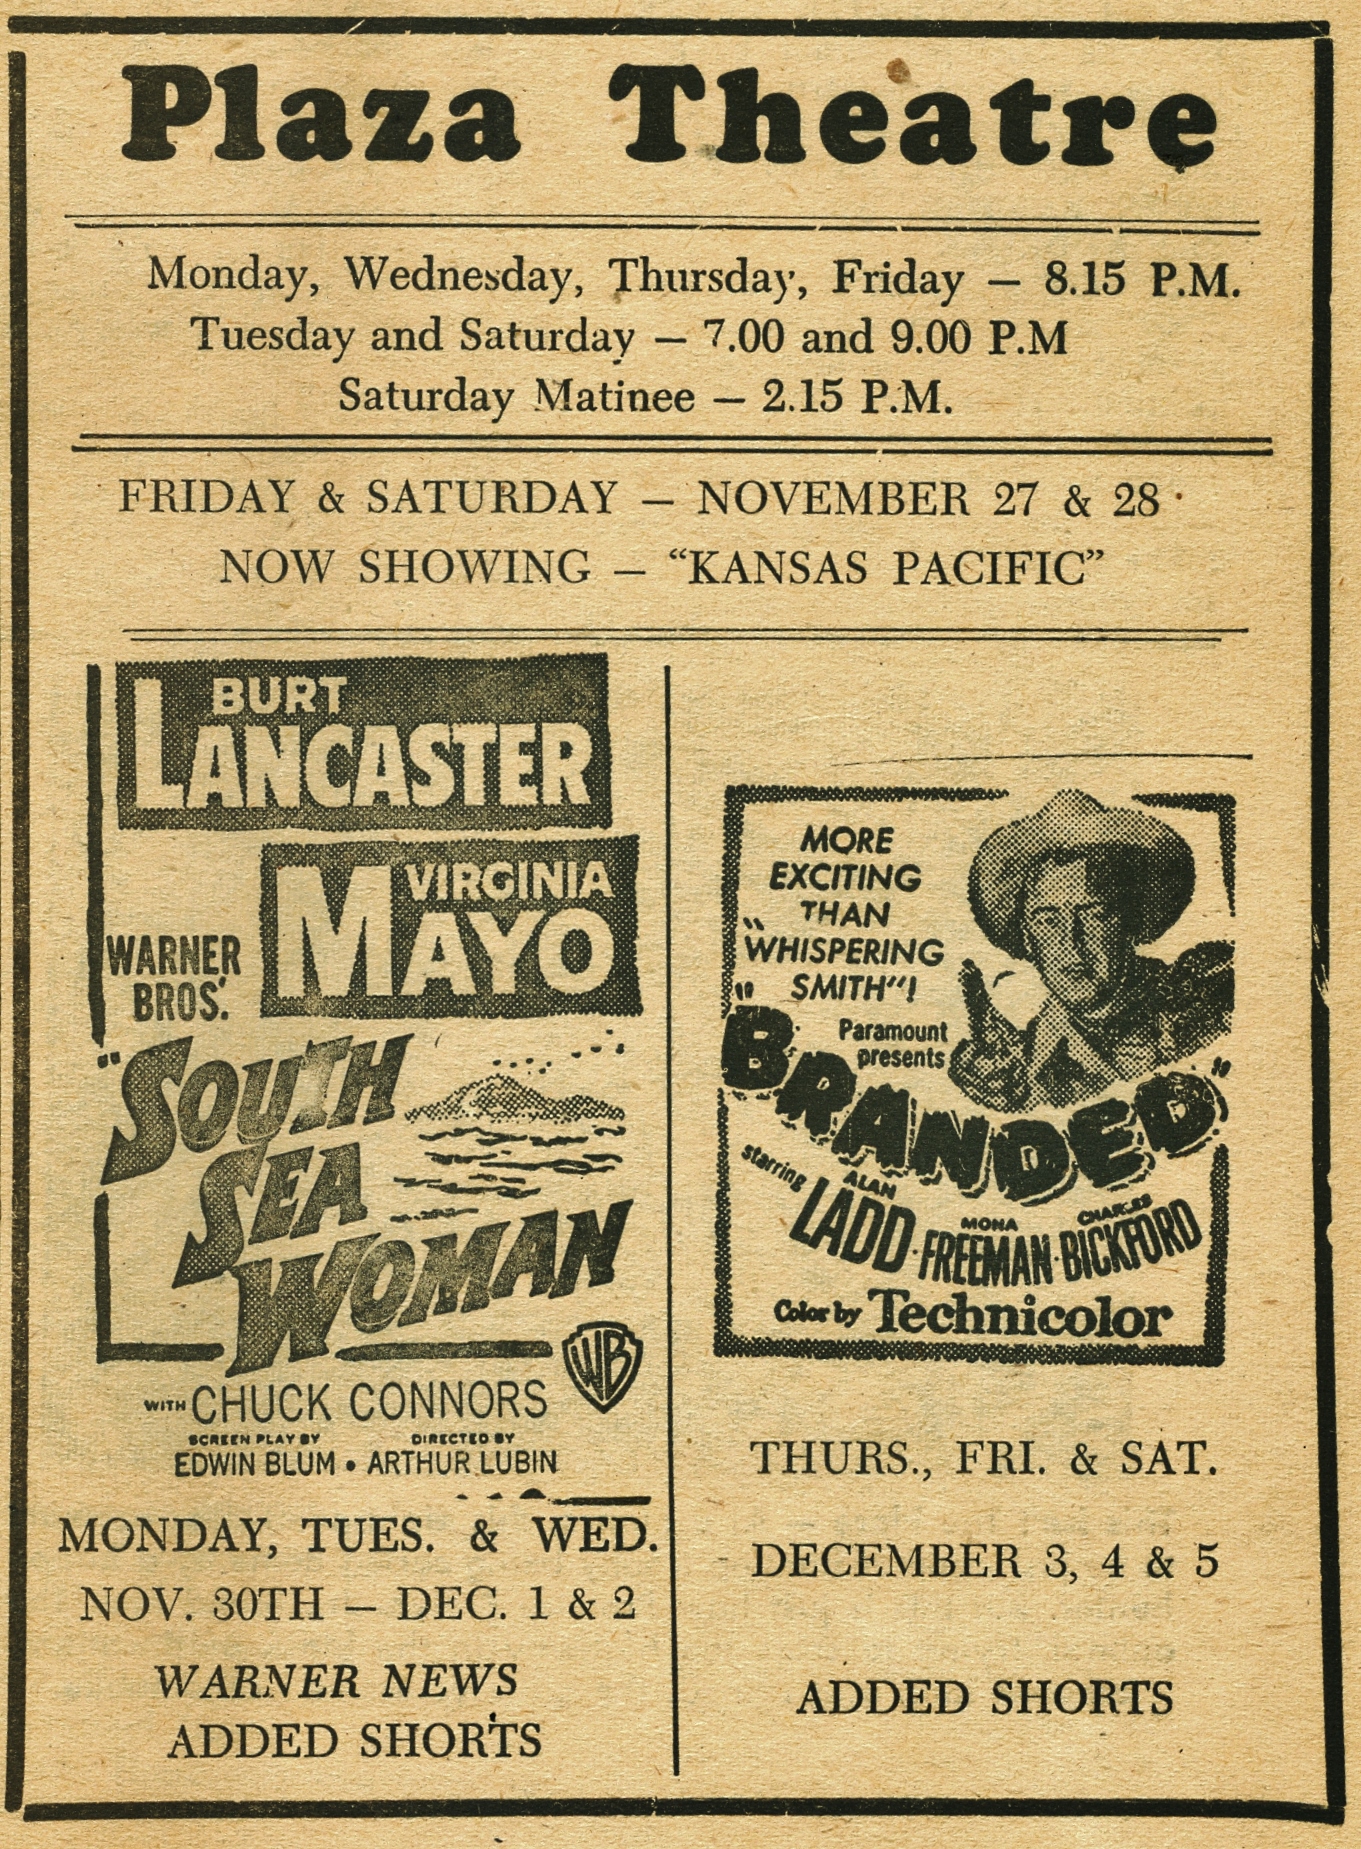 Plaza Theatre
Monday, Wednesday, Thursday, Friday — 8.15 P.M.
Tuesday and Saturday — 7.00 and 9.00 P.M
Saturday Matinee — 2.15 P.M.
FRIDAY & SATURDAY — NOVEMBER 27 & 28
NOW SHOWING — “KANSAS PACIFIC”
BURT
LANCASTER
VIRGINIA
MAYO
WARNER
BROS'.
"SOUTH
SEA
WOMAN
WB
WITH CHUCK CONNORS
SCREEN PLAY BY DIRECTED BY
EDWIN BLUM • ARTHUR LUBIN
MONDAY, TUES. & WED.
NOV. 30TH — DEC. 1 & 2
WARNER NEWS
ADDED SHORTS
MORE
EXCITING
THAN
"WHISPERING
SMITH"!
Paramount
presents
"BRANDED"
starring
ALAN
LADD · MONA FREEMAN · CHARLES BICKFORD
Color by Technicolor
THURS., FRI. & SAT.
DECEMBER 3, 4 & 5
ADDED SHORTS